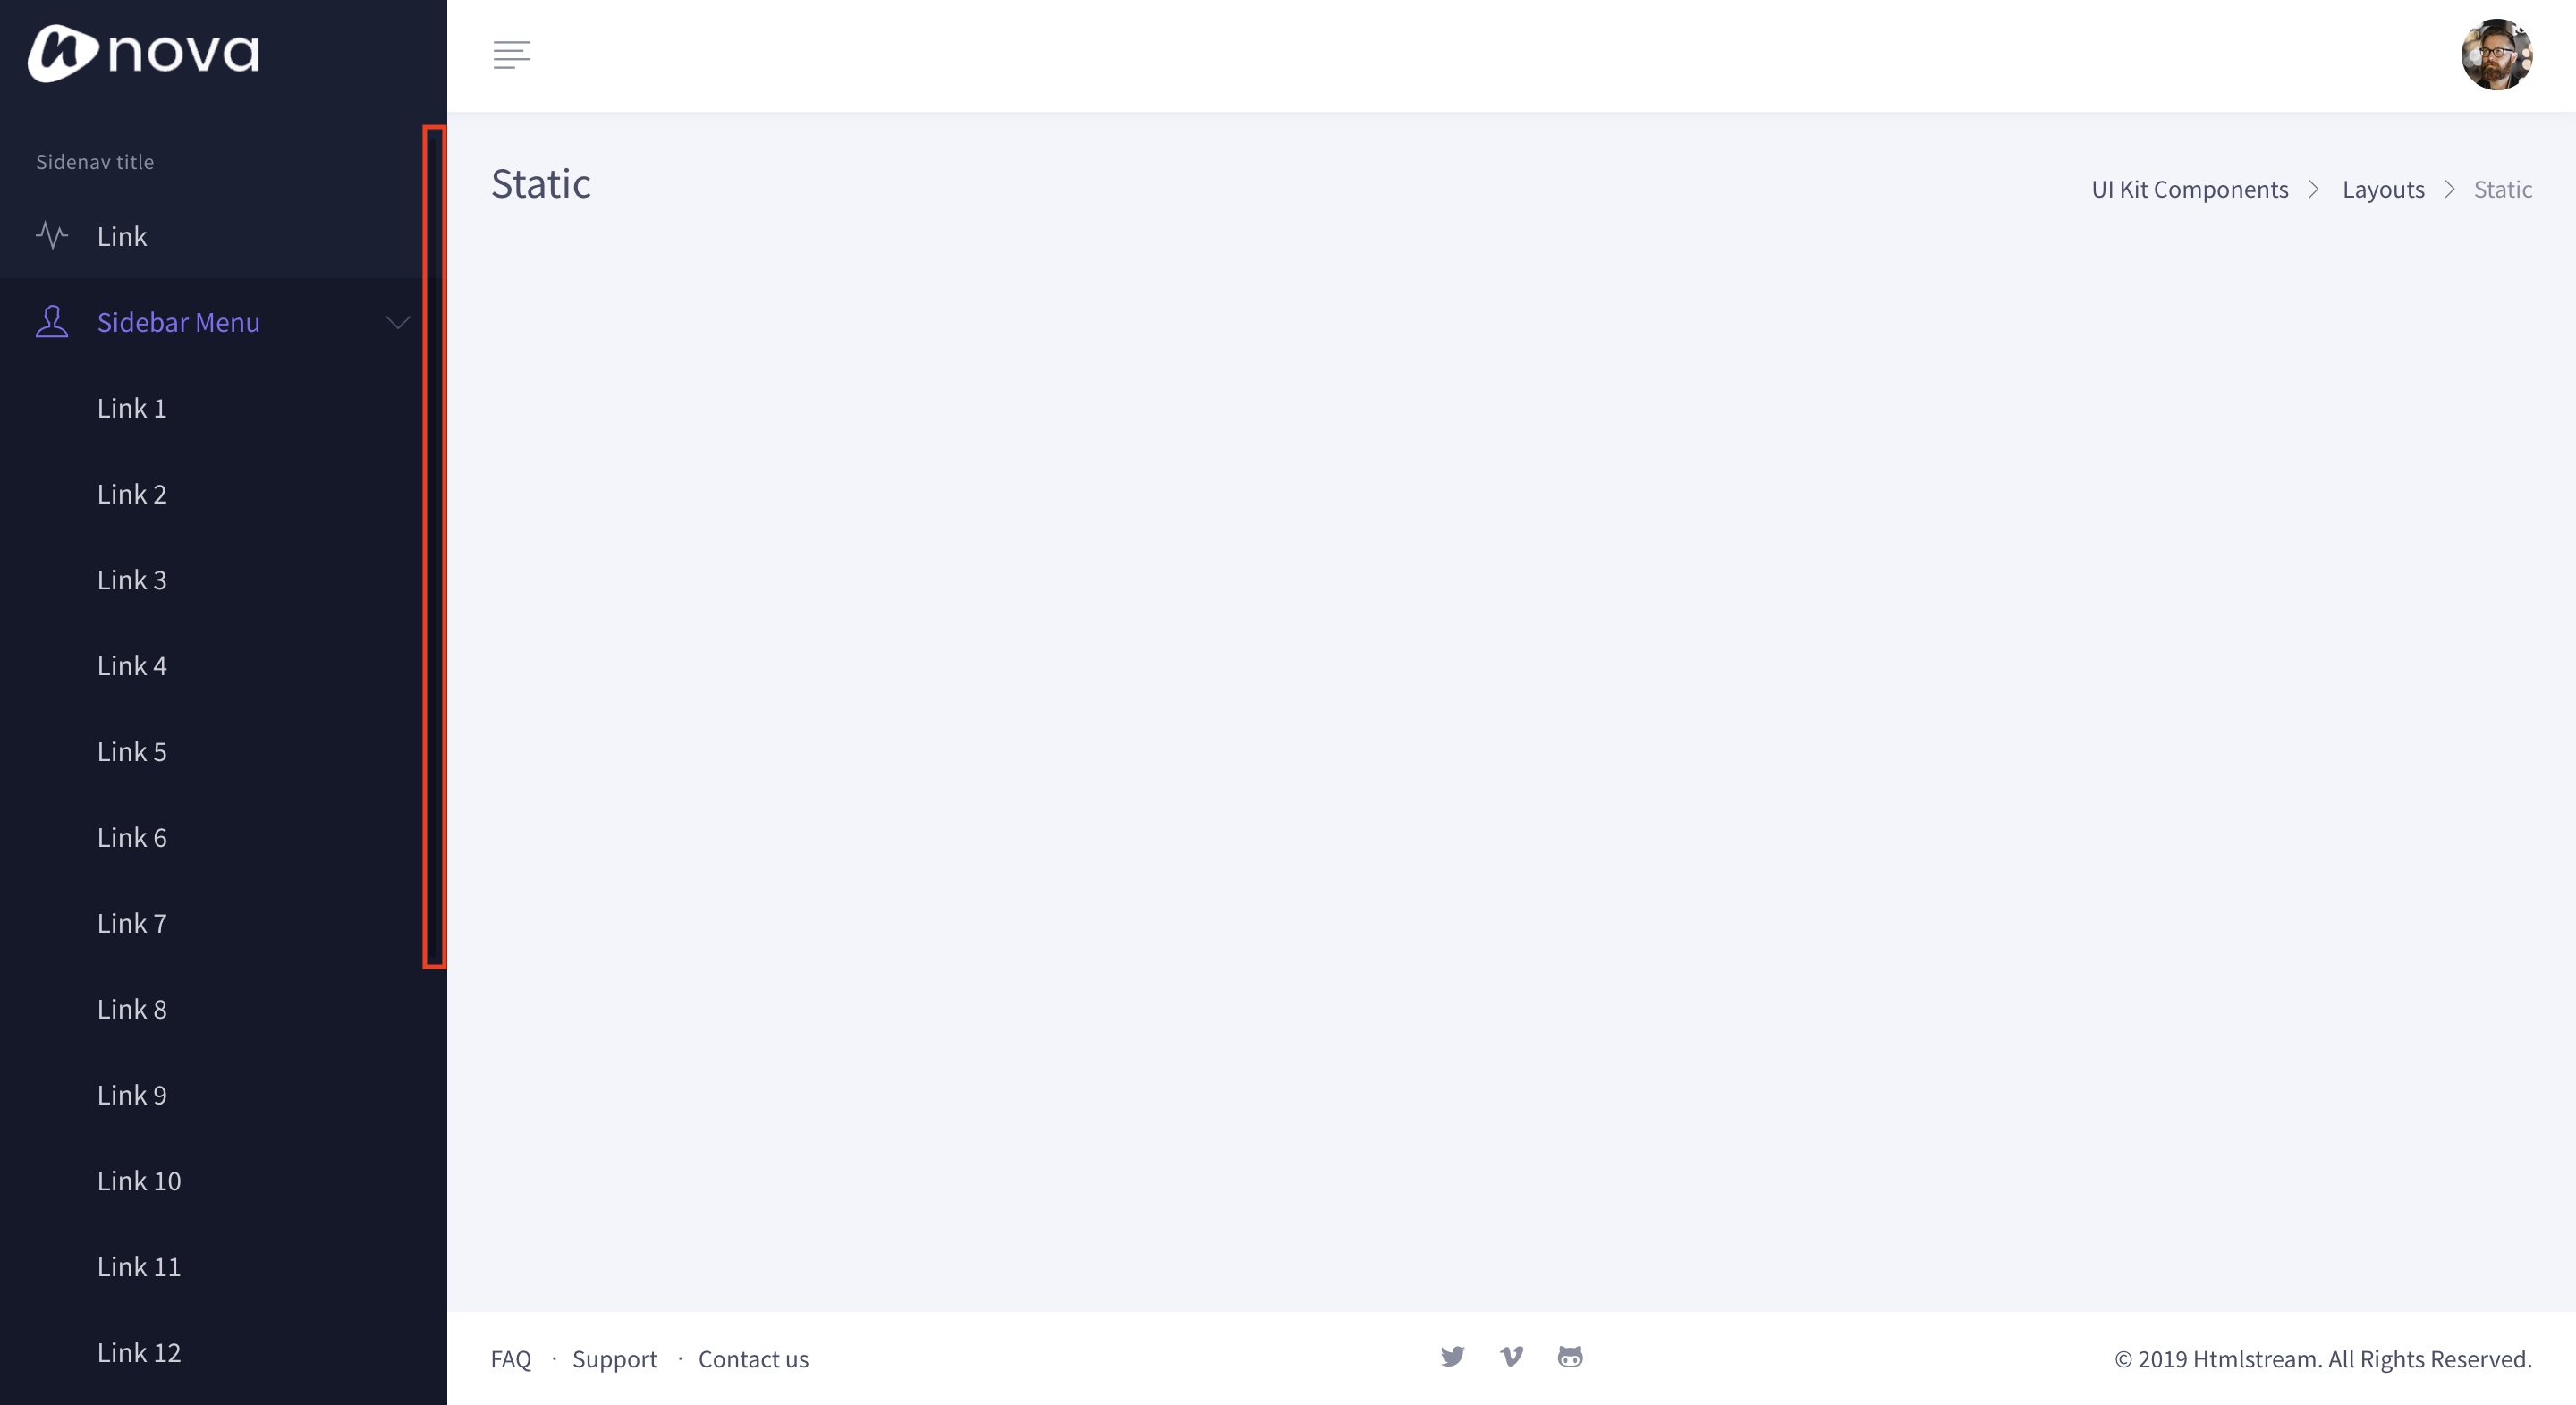 nova
Sidenav title
Link
Sidebar Menu
Link 1
Link 2
Link 3
Link 4
Link 5
Link 6
Link 7
Link 8
Link 9
Link 10
Link 11
Link 12
Static
UI Kit Components > Layouts > Static
FAQ · Support · Contact us
© 2019 Htmlstream. All Rights Reserved.